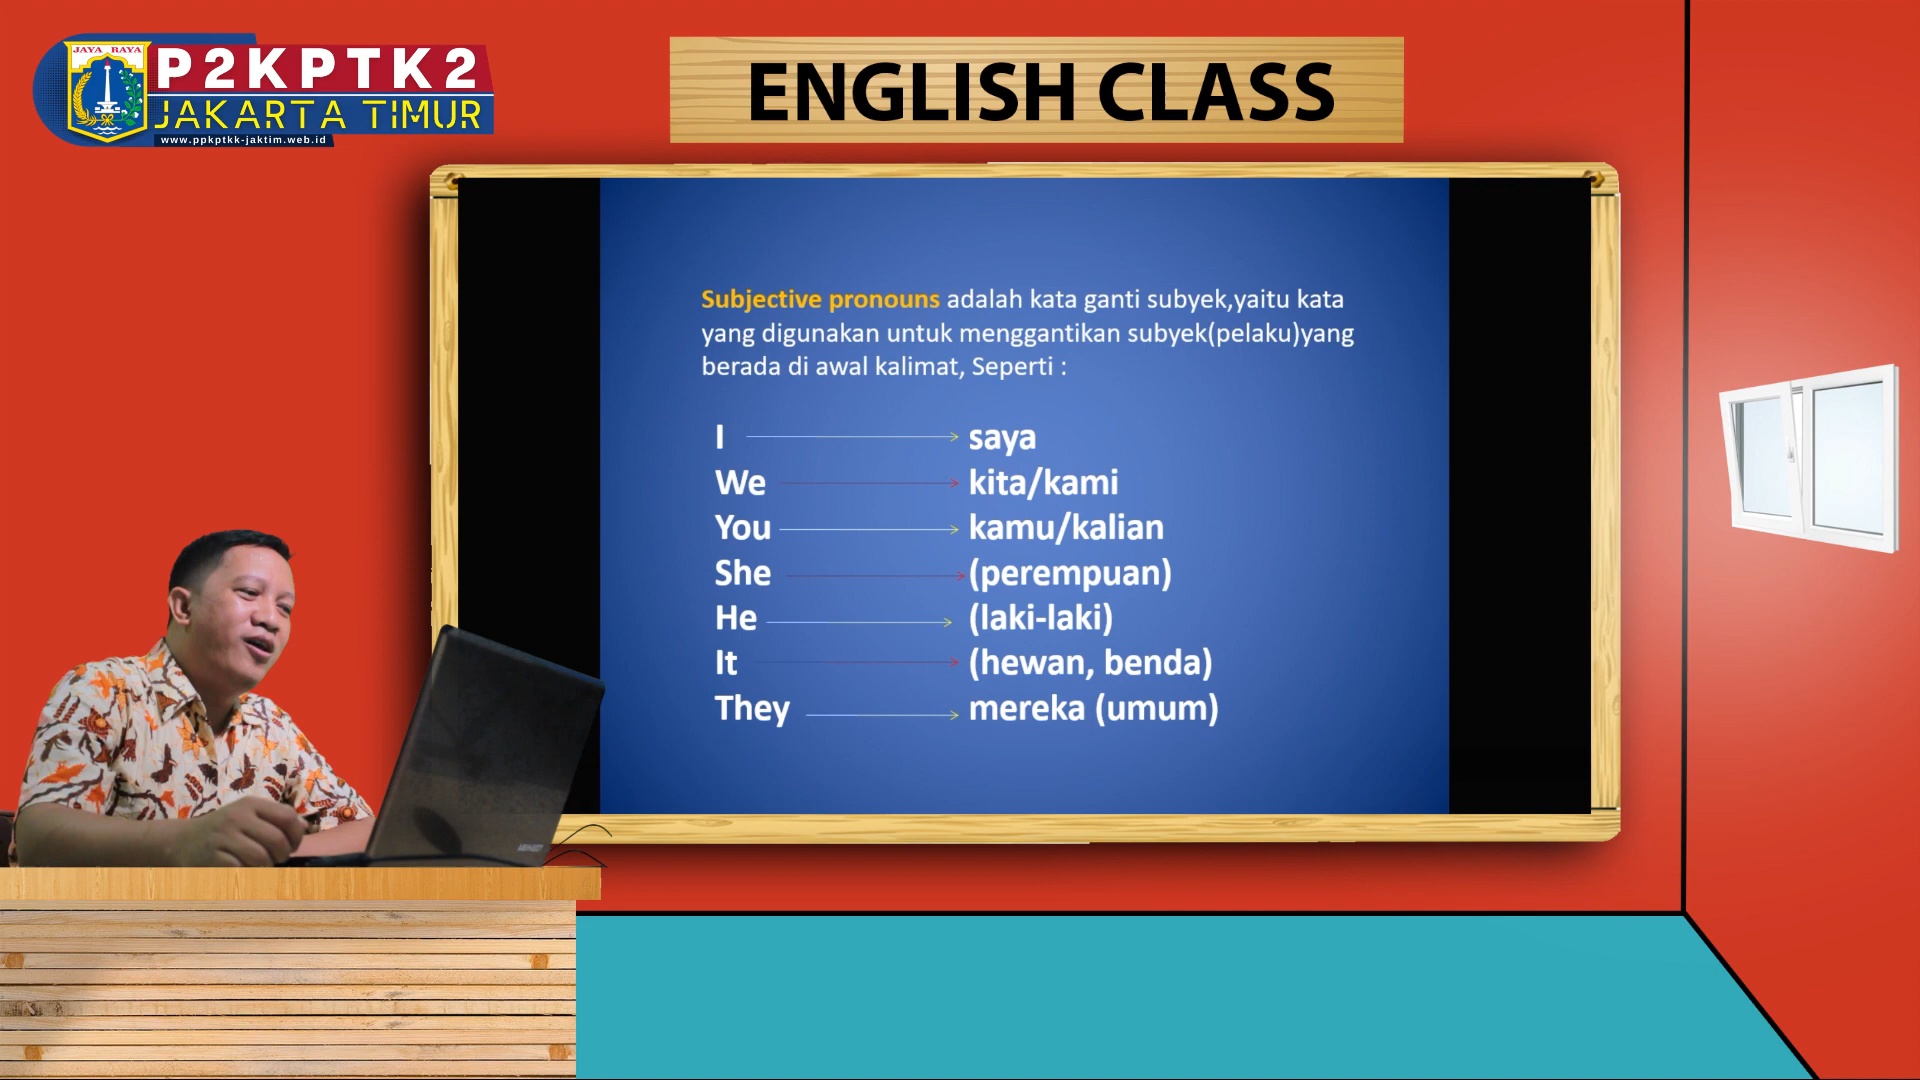 JAYA RAYA
P2KPTK2
JAKARTA TiMUR
www.ppkptkk-jaktim.web.id
ENGLISH CLASS
Subjective pronouns adalah kata ganti subyek,yaitu kata
yang digunakan untuk menggantikan subyek(pelaku)yang
berada di awal kalimat, Seperti :
I saya
We kita/kami
You kamu/kalian
She (perempuan)
He (laki-laki)
It (hewan, benda)
They mereka (umum)